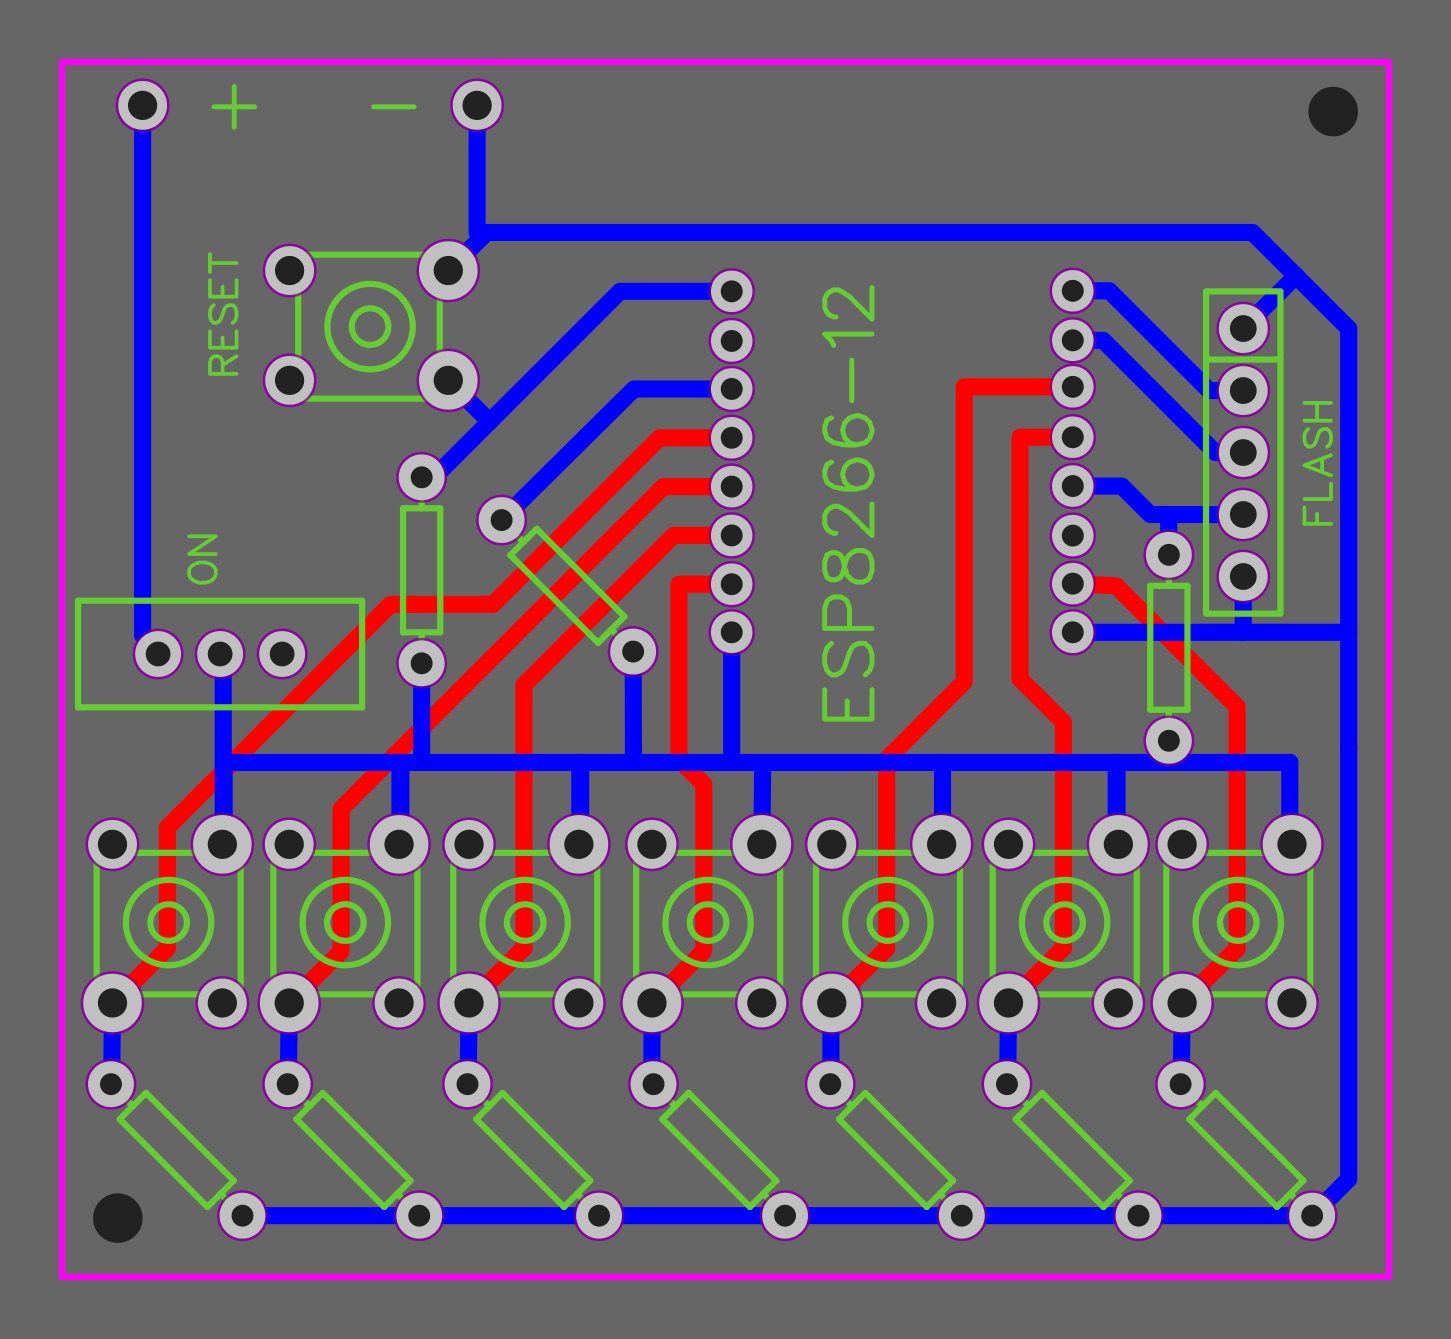 + —
RESET
ESP8266-12
FLASH
ON